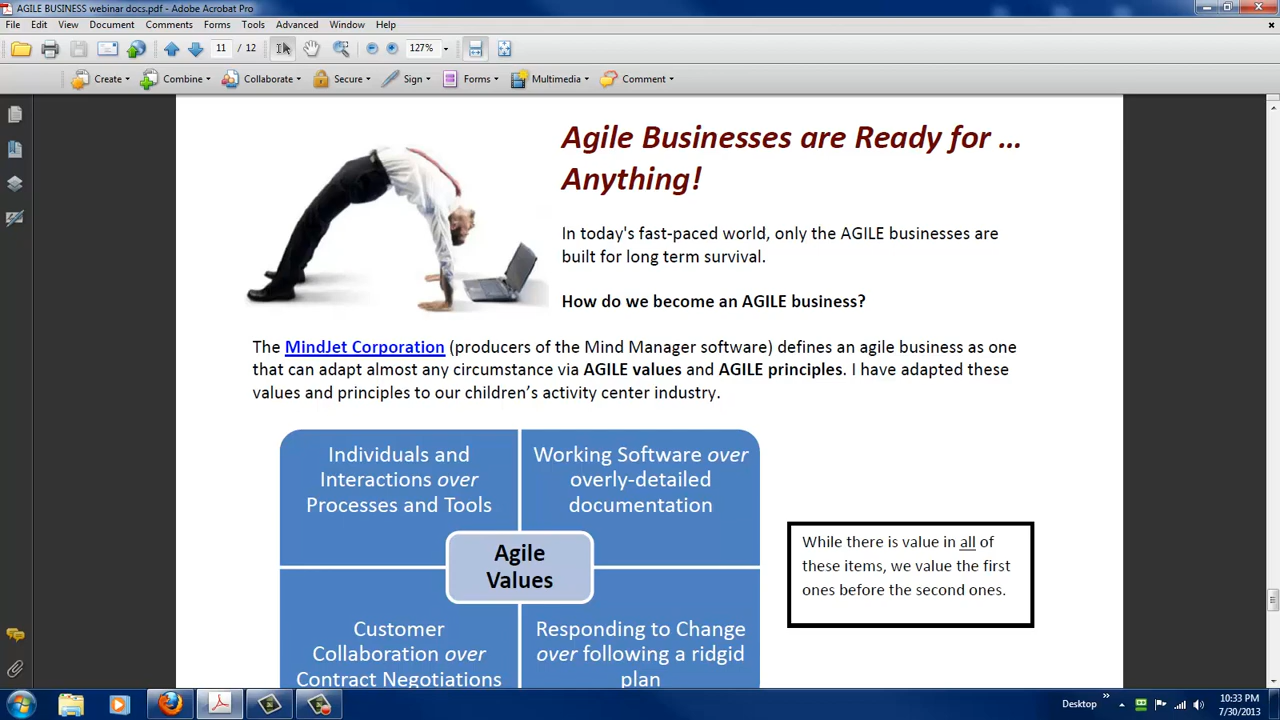 AGILE BUSINESS webinar docs.pdf - Adobe Acrobat Pro
File Edit View Document Comments Forms Tools Advanced Window Help
11 / 12 127%
Create Combine Collaborate Secure Sign Forms Multimedia Comment
Agile Businesses are Ready for ...
Anything!
In today's fast-paced world, only the AGILE businesses are
built for long term survival.
How do we become an AGILE business?
The MindJet Corporation (producers of the Mind Manager software) defines an agile business as one
that can adapt almost any circumstance via AGILE values and AGILE principles. I have adapted these
values and principles to our children's activity center industry.
Individuals and
Interactions over
Processes and Tools
Working Software over
overly-detailed
documentation
Agile
Values
Customer
Collaboration over
Contract Negotiations
Responding to Change
over following a ridgid
plan
While there is value in all of
these items, we value the first
ones before the second ones.
Desktop
10:33 PM
7/30/2013